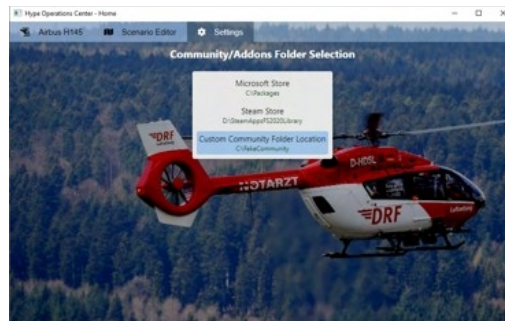 Hype Operations Center - Home
Airbus H145
Scenario Editor
Settings
Community/Addons Folder Selection
Microsoft Store
C:\Packages
Steam Store
D:\SteamApps\FS2020Library
Custom Community Folder Location
C:\FakeCommunity
DRF
D-HDSL
NOTARZT
DRF
Luftrettung